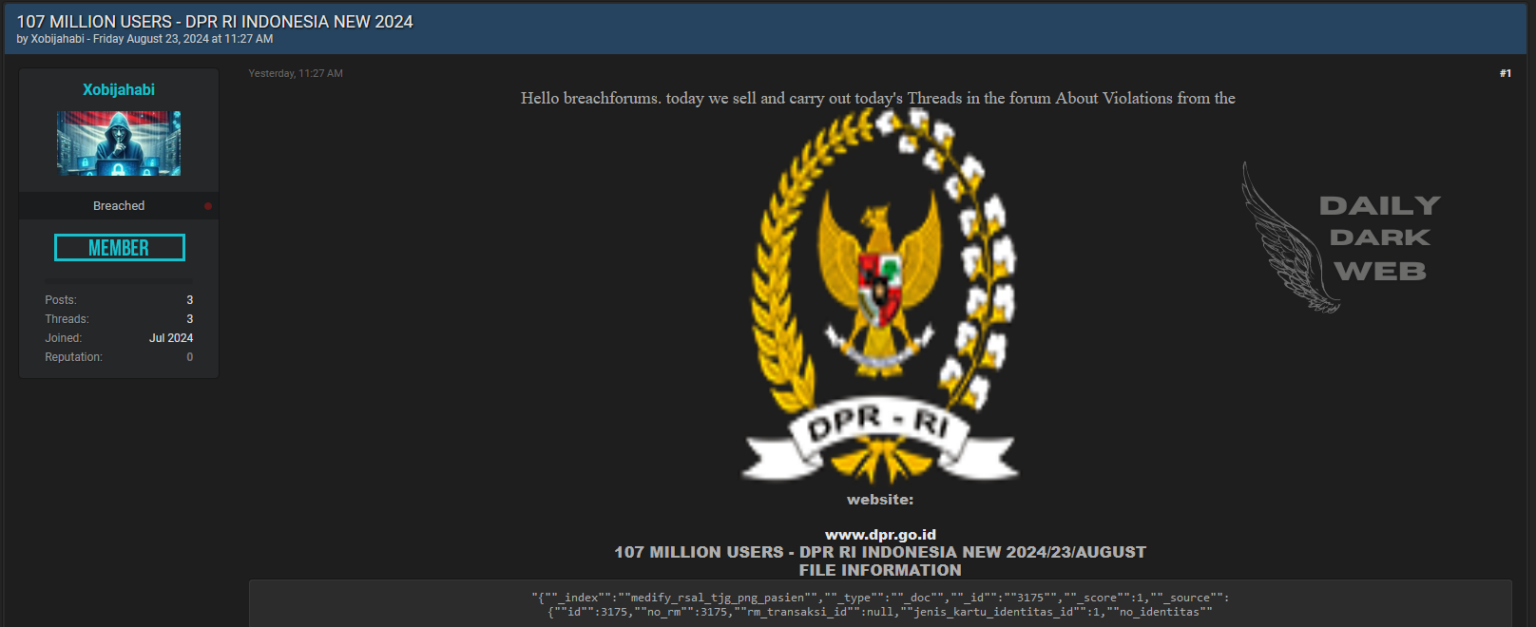 107 MILLION USERS - DPR RI INDONESIA NEW 2024
by Xobijahabi - Friday August 23, 2024 at 11:27 AM
Xobijahabi
Breached
MEMBER
Posts: 3
Threads: 3
Joined: Jul 2024
Reputation: 0
Yesterday, 11:27 AM
#1
Hello breachforums. today we sell and carry out today's Threads in the forum About Violations from the
DPR - RI
DAILY
DARK
WEB
website:
www.dpr.go.id
107 MILLION USERS - DPR RI INDONESIA NEW 2024/23/AUGUST
FILE INFORMATION
"{""_index"":""medify_rsal_tjg_png_pasien"",""_type"":""_doc"",""_id"":""3175"",""_score"":1,""_source"":
{""id"":3175,""no_rm"":3175,""rm_transaksi_id"":null,""jenis_kartu_identitas_id"":1,""no_identitas""